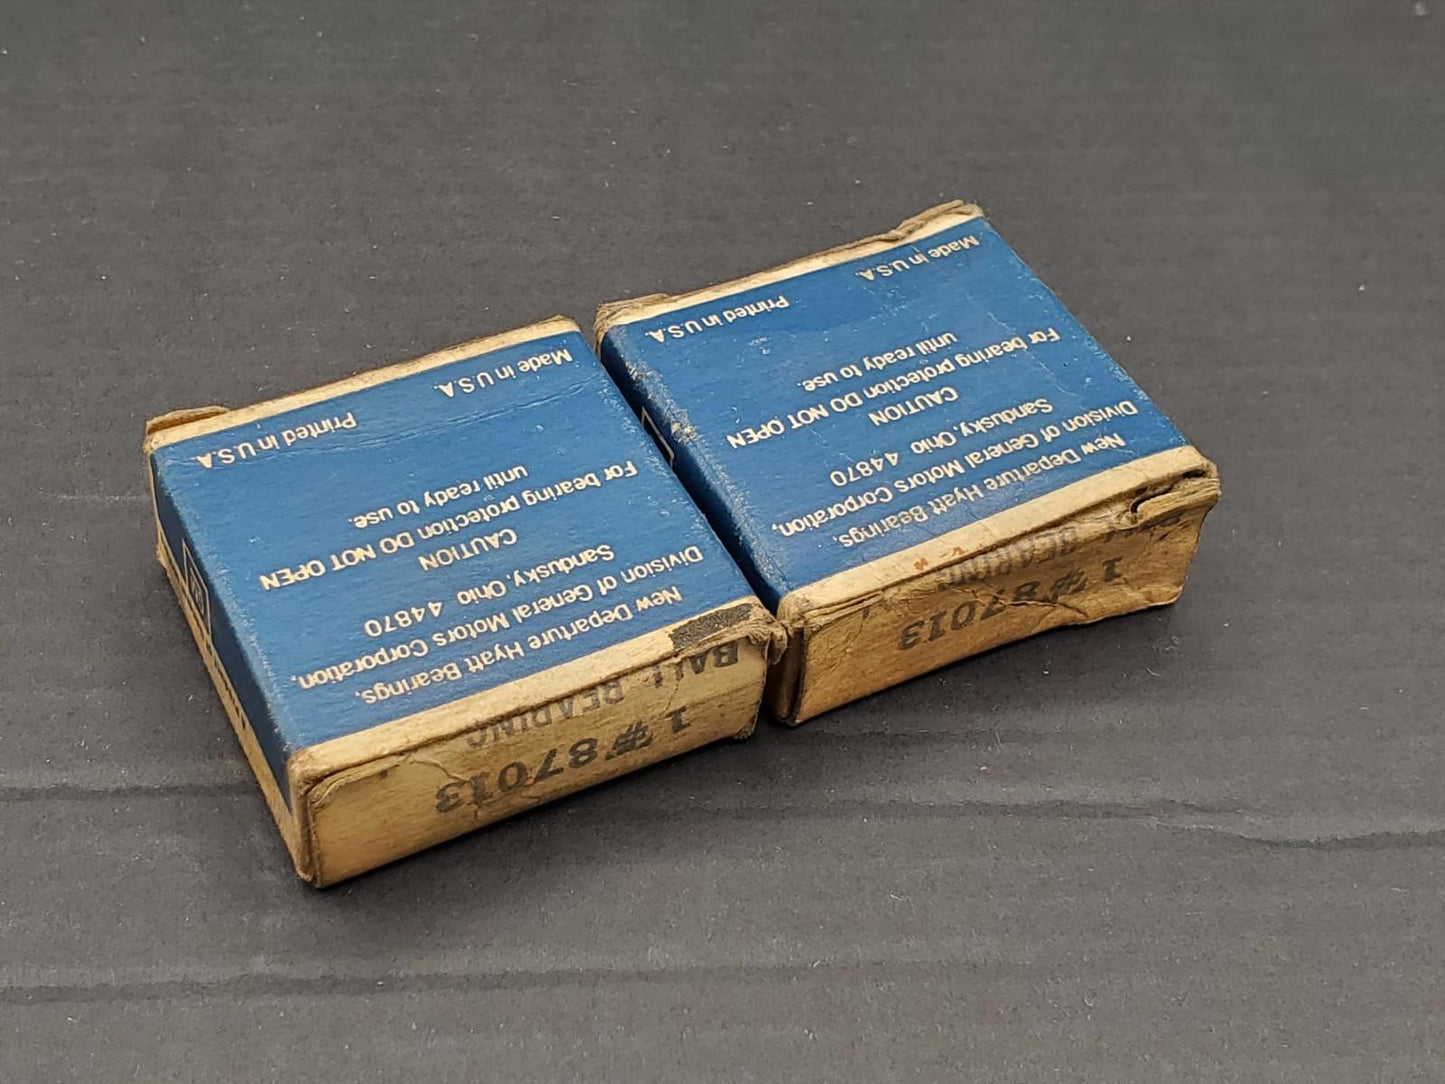 1 #87013
BALL BEARING
New Departure Hyatt Bearings,
Division of General Motors Corporation,
Sandusky, Ohio 44870
CAUTION
For bearing protection DO NOT OPEN
until ready to use.
Printed in U.S.A.
Made in U.S.A.
1 #87013
BALL BEARING
New Departure Hyatt Bearings,
Division of General Motors Corporation,
Sandusky, Ohio 44870
CAUTION
For bearing protection DO NOT OPEN
until ready to use.
Printed in U.S.A.
Made in U.S.A.
GM